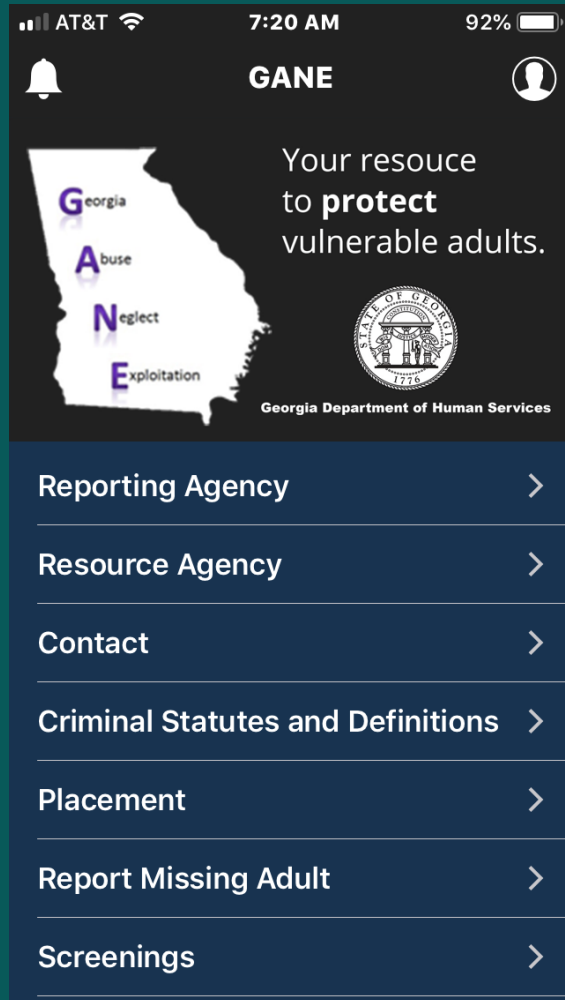 AT&T 7:20 AM 92%
GANE
Your resouce
to protect
vulnerable adults.
Georgia
Abuse
Neglect
Exploitation
STATE OF GEORGIA
CONSTITUTION
1776
Georgia Department of Human Services
Reporting Agency
Resource Agency
Contact
Criminal Statutes and Definitions
Placement
Report Missing Adult
Screenings